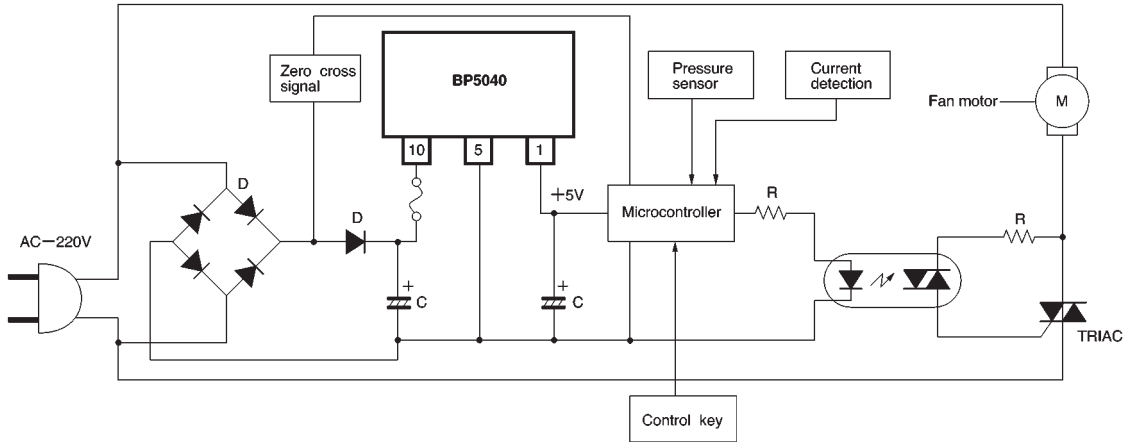 Zero cross
signal
BP5040
Pressure
sensor
Current
detection
Fan motor
M
10
5
1
D
D
+5V
Microcontroller
R
R
AC−220V
+
C
+
C
TRIAC
Control key